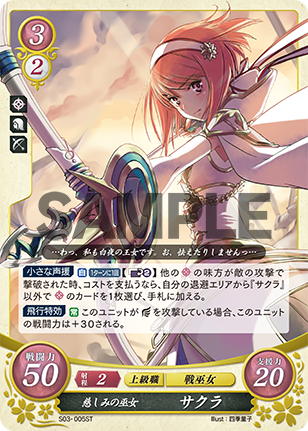 3
2
SAMPLE
…わっ、私も白夜の王女です。お、怯えたりしませんっ…
小さな声援 自 1ターンに1回 [ 2] 他の の味方が敵の攻撃で
撃破された時、コストを支払うなら、自分の退避エリアから『サクラ』
以外で のカードを1枚選び、手札に加える。
飛行特効 常 このユニットが を攻撃している場合、このユニット
の戦闘力は+30される。
戦闘力 50
射程 2 上級職 戦巫女
支援力 20
慈しみの巫女 サクラ
S03-005ST Illust:四季童子